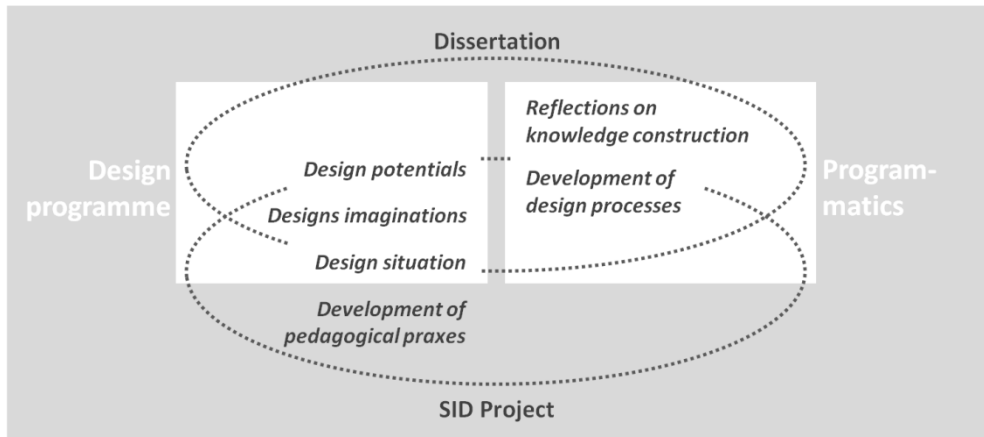 Dissertation
Design
programme
Design potentials
Designs imaginations
Design situation
Development of
pedagogical praxes
Reflections on
knowledge construction
Development of
design processes
Program-
matics
SID Project